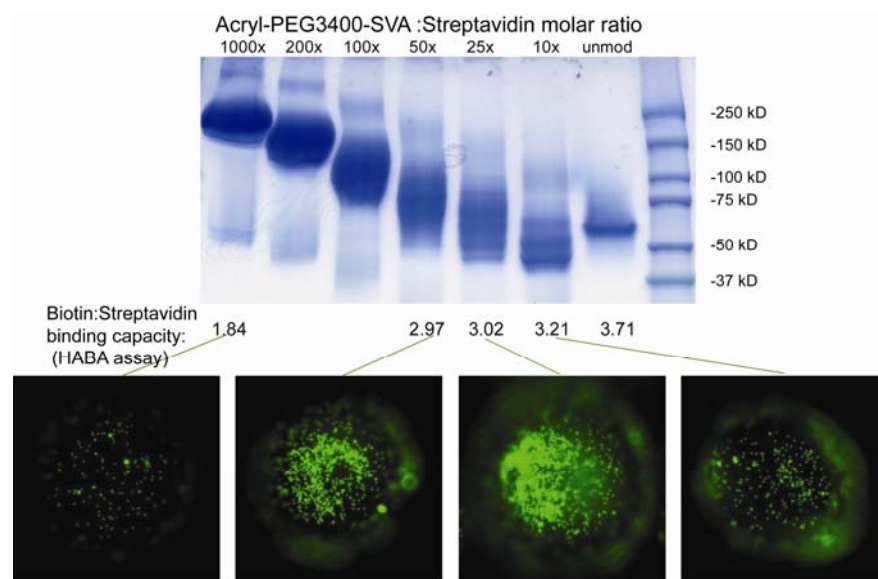 Acryl-PEG3400-SVA :Streptavidin molar ratio
1000x 200x 100x 50x 25x 10x unmod
-250 kD
-150 kD
-100 kD
-75 kD
-50 kD
-37 kD
Biotin:Streptavidin
binding capacity:
(HABA assay)
1.84 2.97 3.02 3.21 3.71